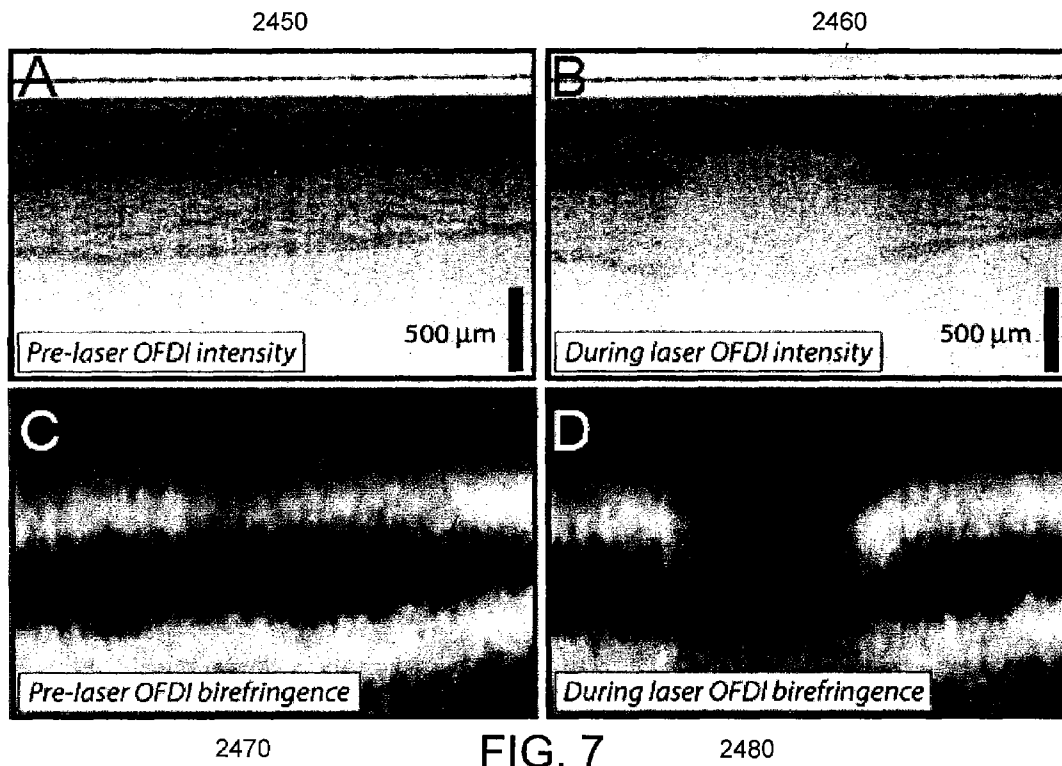 2450 2460
A B
500 µm 500 µm
Pre-laser OFDI intensity During laser OFDI intensity
C D
Pre-laser OFDI birefringence During laser OFDI birefringence
2470 FIG. 7 2480